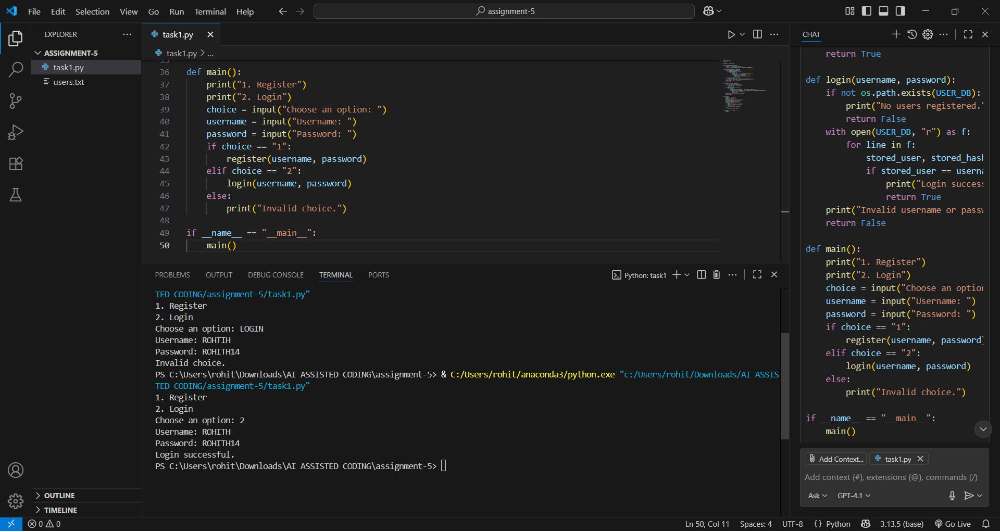 File Edit Selection View Go Run Terminal Help
assignment-5
EXPLORER
ASSIGNMENT-5
task1.py
users.txt
OUTLINE
TIMELINE
task1.py
task1.py > ...
35
36 def main():
37     print("1. Register")
38     print("2. Login")
39     choice = input("Choose an option: ")
40     username = input("Username: ")
41     password = input("Password: ")
42     if choice == "1":
43         register(username, password)
44     elif choice == "2":
45         login(username, password)
46     else:
47         print("Invalid choice.")
48
49 if __name__ == "__main__":
50     main()
PROBLEMS OUTPUT DEBUG CONSOLE TERMINAL PORTS
Python: task1
TED CODING/assignment-5/task1.py"
1. Register
2. Login
Choose an option: LOGIN
Username: ROHTIH
Password: ROHITH14
Invalid choice.
PS C:\Users\rohit\Downloads\AI ASSISTED CODING\assignment-5> & C:/Users/rohit/anaconda3/python.exe "c:/Users/rohit/Downloads/AI ASSIS
TED CODING/assignment-5/task1.py"
1. Register
2. Login
Choose an option: 2
Username: ROHITH
Password: ROHITH14
Login successful.
PS C:\Users\rohit\Downloads\AI ASSISTED CODING\assignment-5>
CHAT
    return True
def login(username, password):
    if not os.path.exists(USER_DB):
        print("No users registered."
        return False
    with open(USER_DB, "r") as f:
        for line in f:
            stored_user, stored_hash
            if stored_user == userna
                print("Login success
                return True
    print("Invalid username or passw
    return False
def main():
    print("1. Register")
    print("2. Login")
    choice = input("Choose an option
    username = input("Username: ")
    password = input("Password: ")
    if choice == "1":
        register(username, password)
    elif choice == "2":
        login(username, password)
    else:
        print("Invalid choice.")
if __name__ == "__main__":
    main()
Add Context... task1.py
Add context (#), extensions (@), commands (/)
Ask GPT-4.1
0 0
Ln 50, Col 11 Spaces: 4 UTF-8 {} Python 3.13.5 (base) Go Live